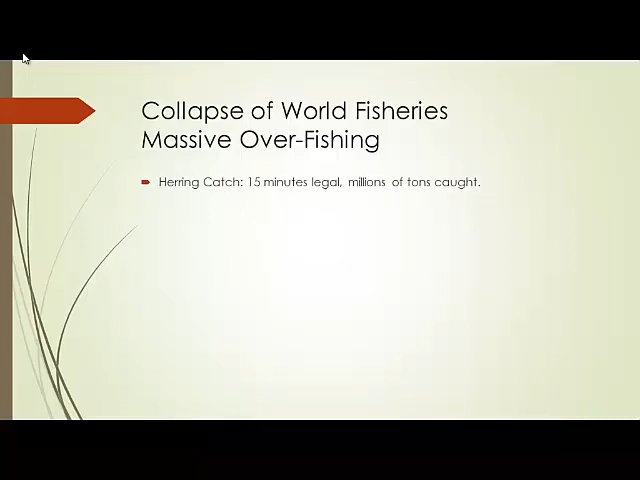 Collapse of World Fisheries
Massive Over-Fishing
Herring Catch: 15 minutes legal, millions of tons caught.